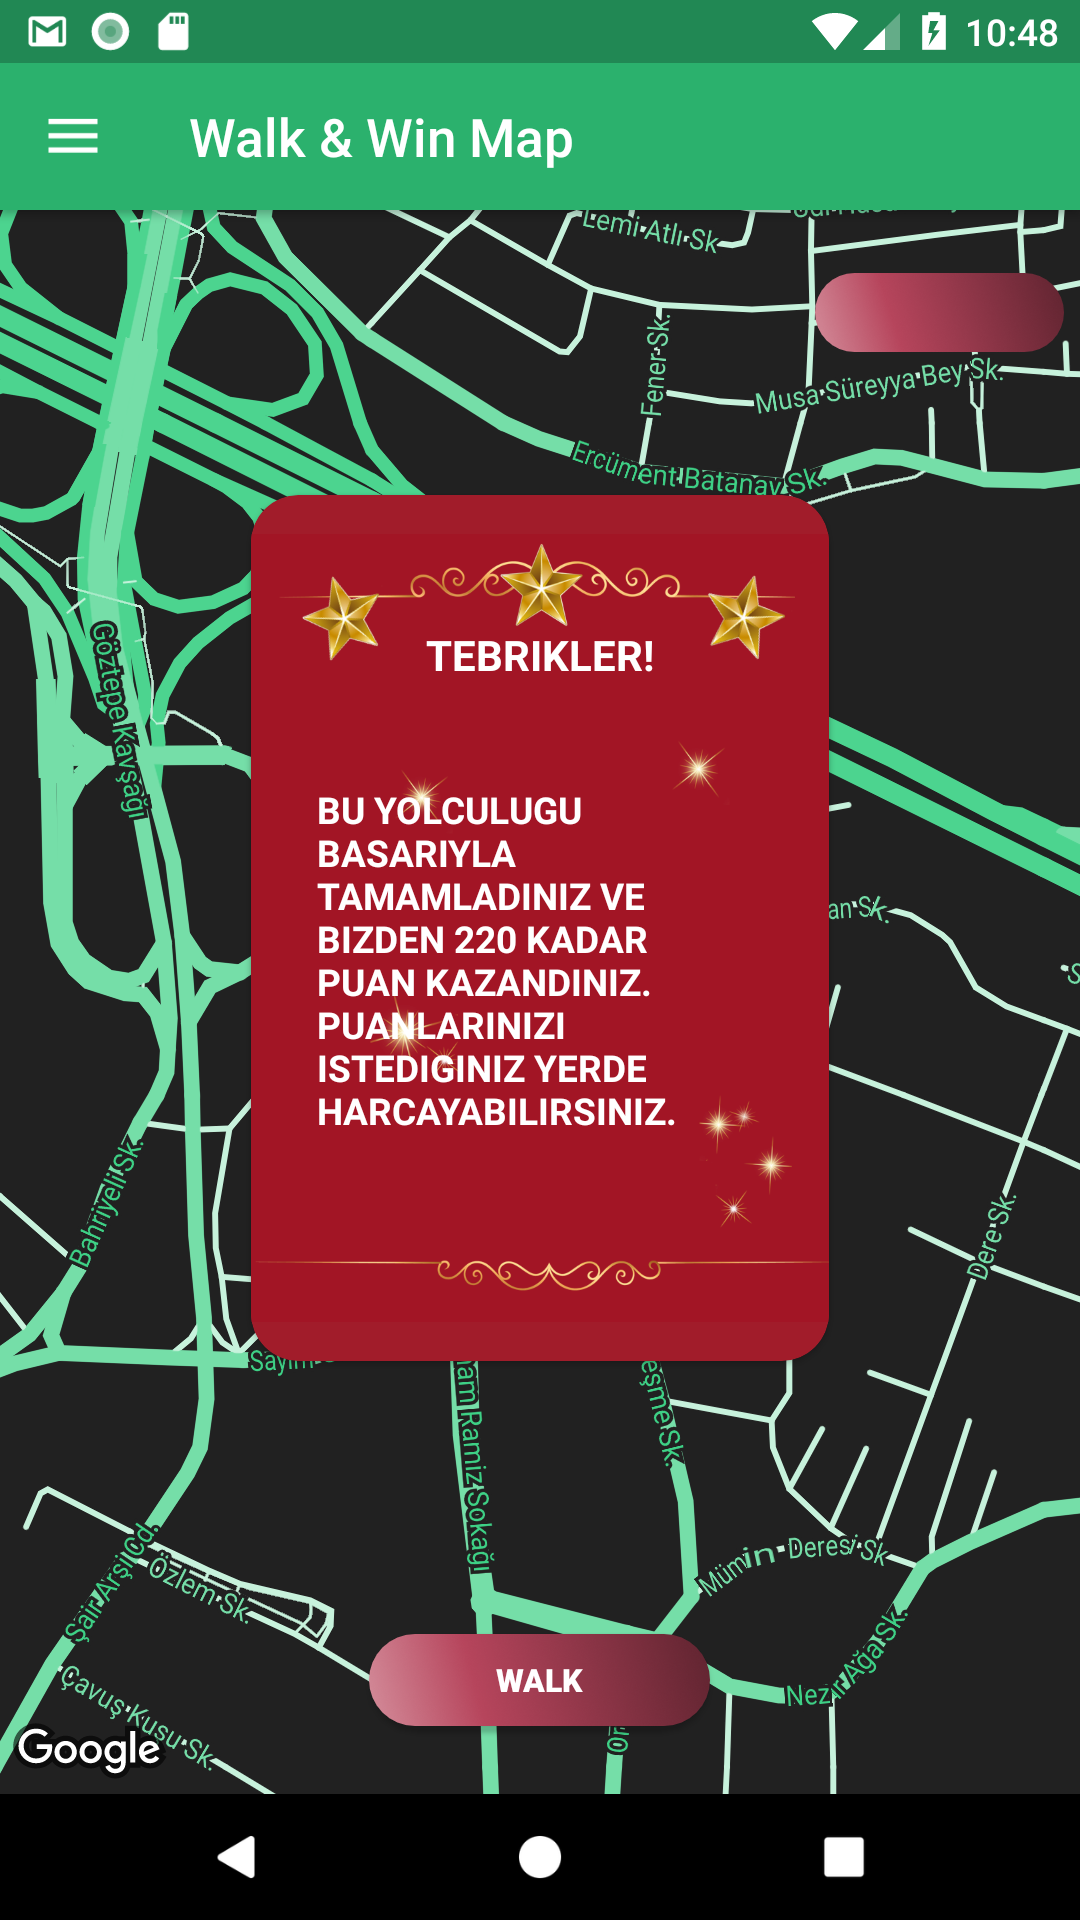 10:48
Walk & Win Map
Lemi Atlı Sk.
Fener Sk.
Musa Süreyya Bey Sk.
Ercüment Batanay Sk.
Göztepe Kavşağı
TEBRIKLER!
BU YOLCULUGU
BASARIYLA
TAMAMLADINIZ VE
BIZDEN 220 KADAR
PUAN KAZANDINIZ.
PUANLARINIZI
ISTEDIGINIZ YERDE
HARCAYABILIRSINIZ.
an Sk.
Bahriyeli Sk.
Dere Sk.
eşme Sk.
am Ramiz Sokağı
Mümin Deresi Sk.
Şair Arşi Cd.
Özlem Sk.
Nezir Ağa Sk.
Çavuş Kusu Sk.
WALK
Google